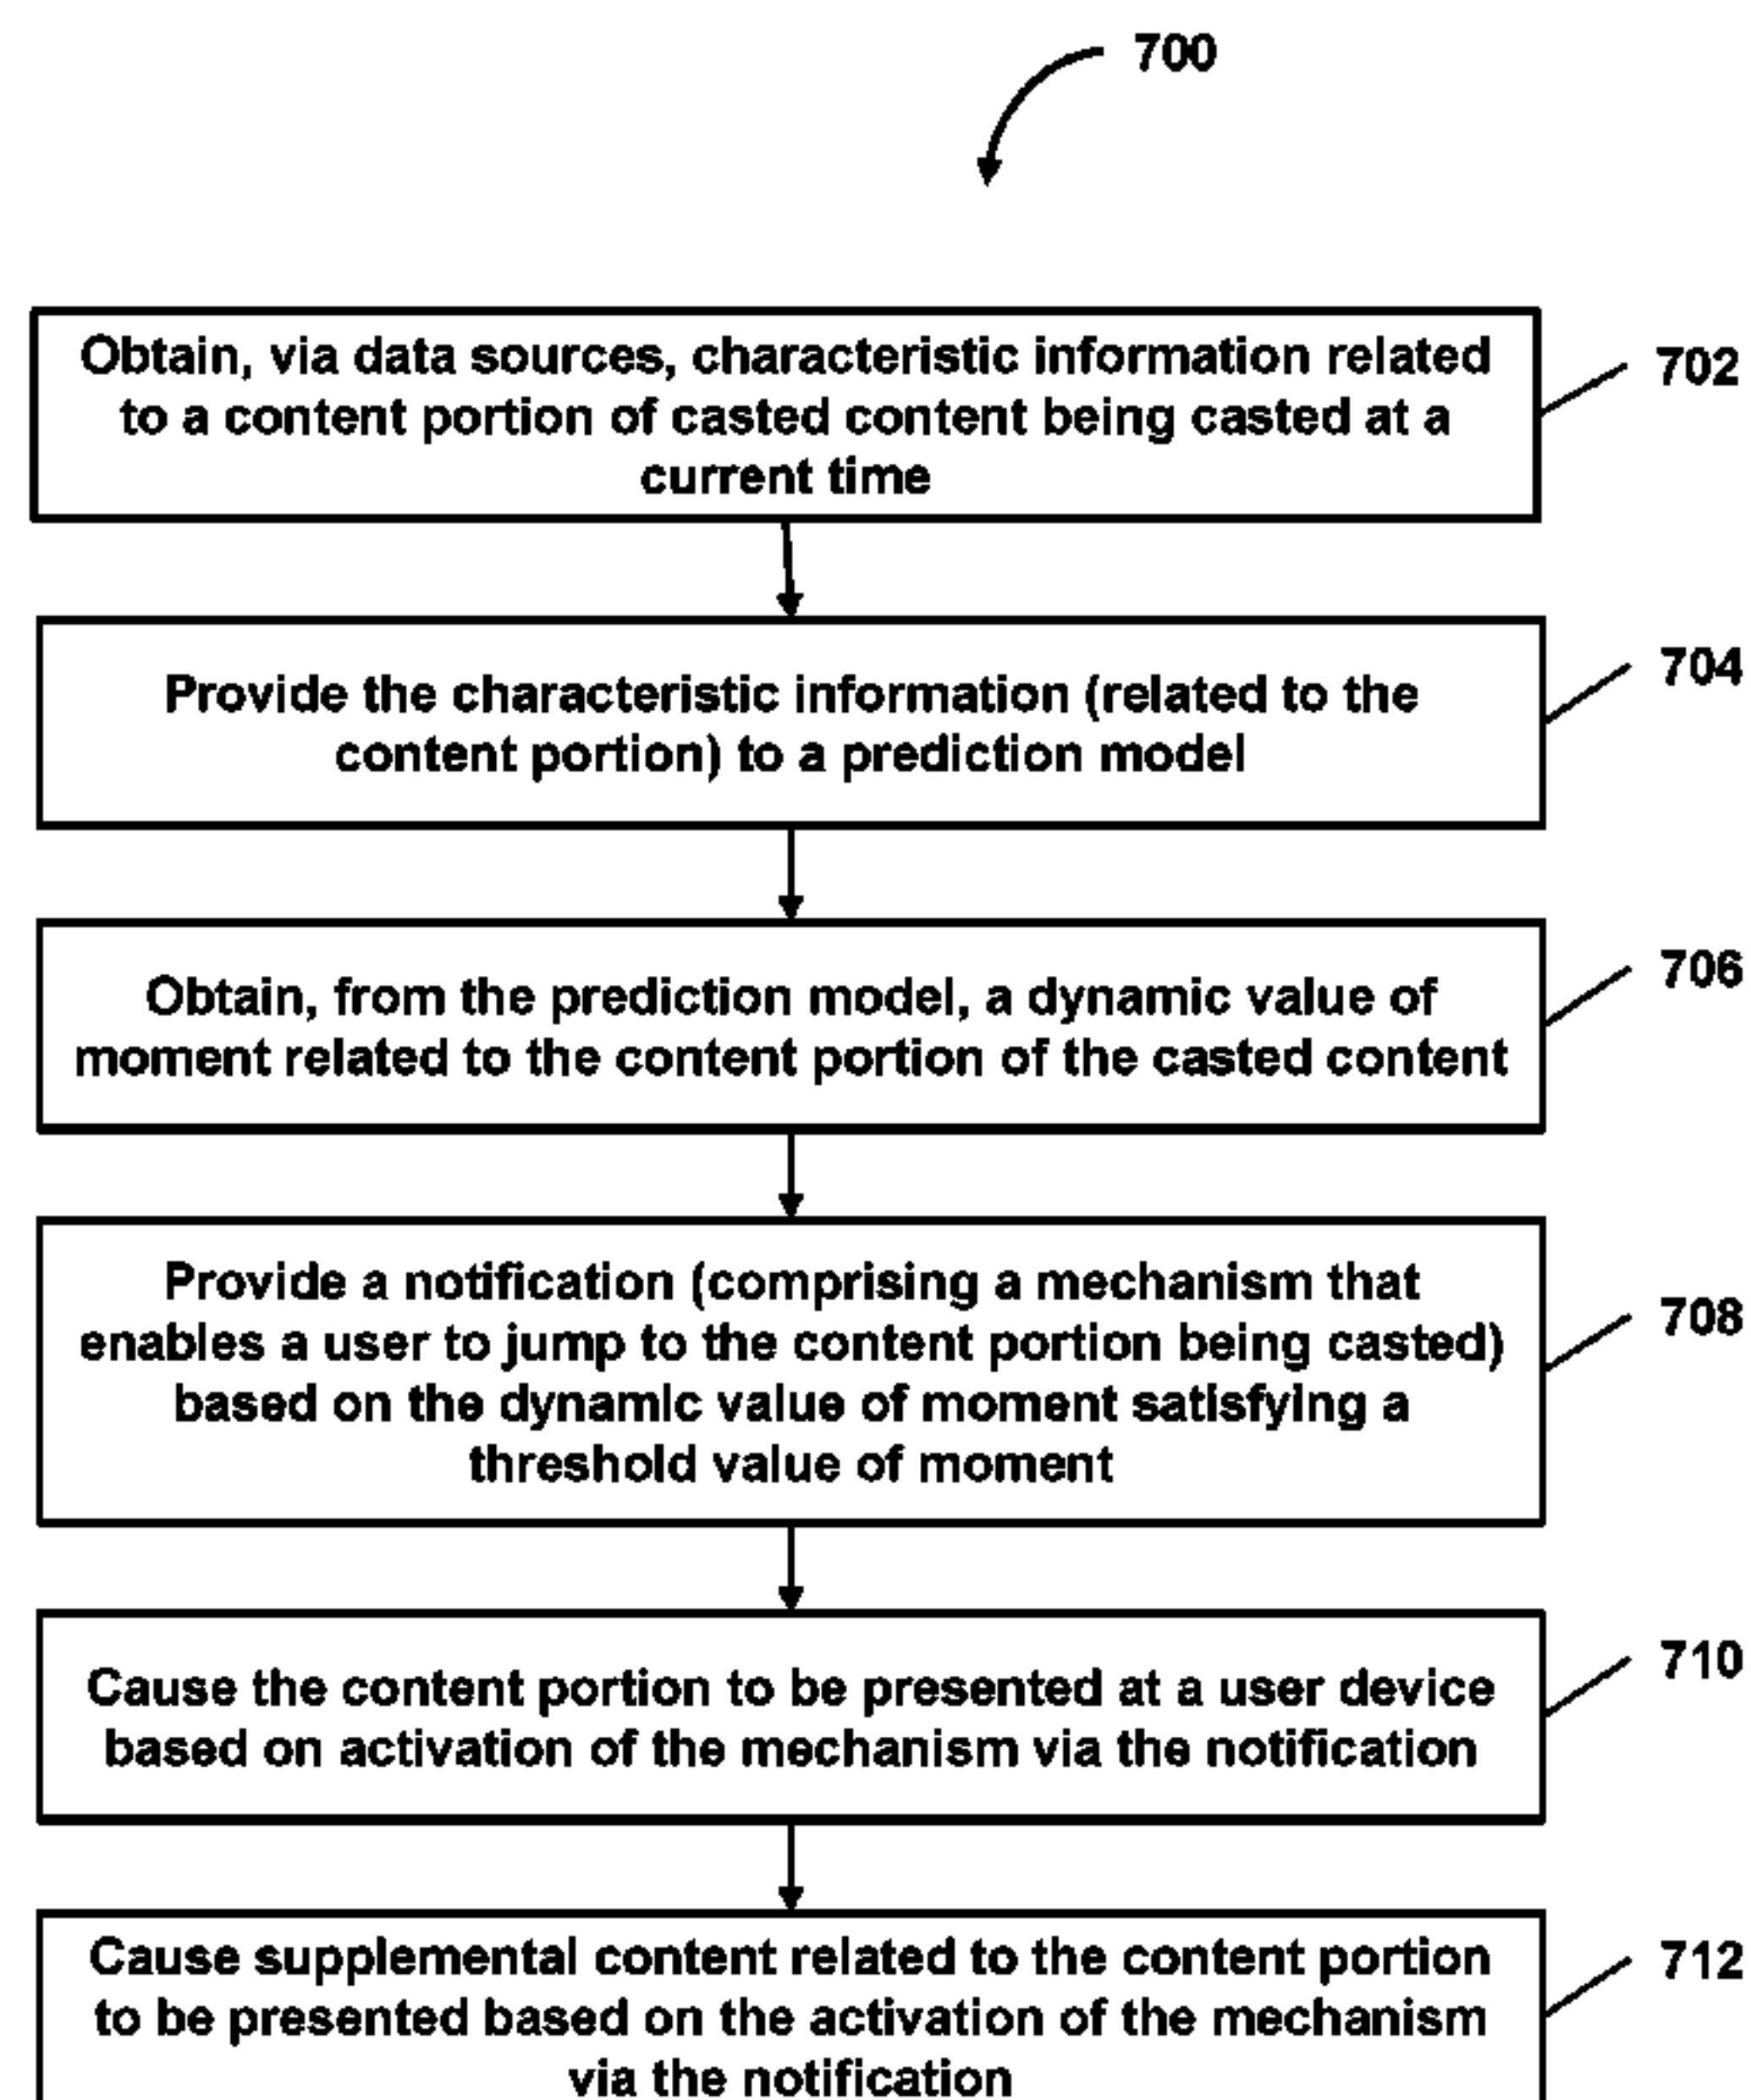 700
Obtain, via data sources, characteristic information related
to a content portion of casted content being casted at a
current time
702
Provide the characteristic information (related to the
content portion) to a prediction model
704
Obtain, from the prediction model, a dynamic value of
moment related to the content portion of the casted content
706
Provide a notification (comprising a mechanism that
enables a user to jump to the content portion being casted)
based on the dynamic value of moment satisfying a
threshold value of moment
708
Cause the content portion to be presented at a user device
based on activation of the mechanism via the notification
710
Cause supplemental content related to the content portion
to be presented based on the activation of the mechanism
via the notification
712